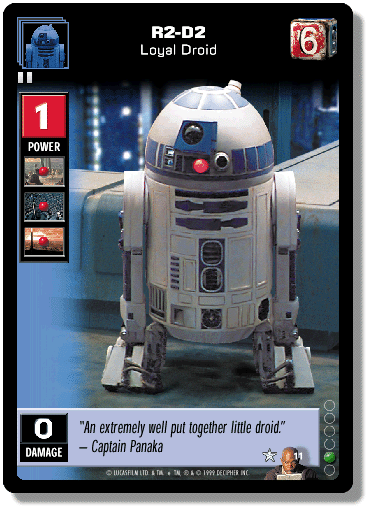 R2-D2
Loyal Droid
6
1
POWER
0
DAMAGE
"An extremely well put together little droid."
– Captain Panaka
11
© LUCASFILM LTD. & TM. ® & © 1999 DECIPHER INC